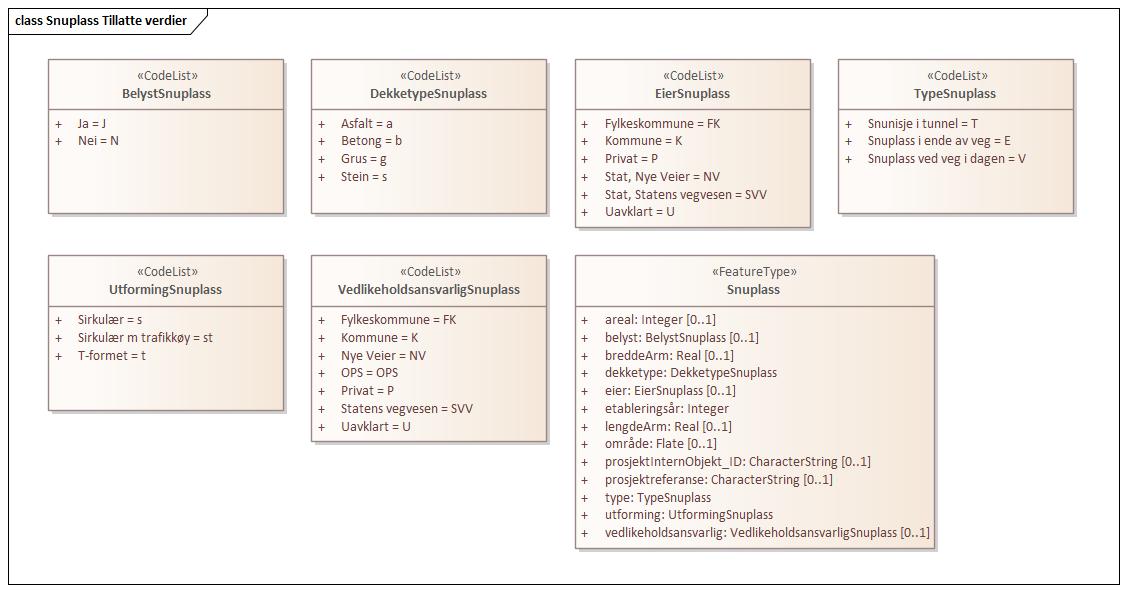 class Snuplass Tillatte verdier
«CodeList»
BelystSnuplass
+ Ja = J
+ Nei = N
«CodeList»
DekketypeSnuplass
+ Asfalt = a
+ Betong = b
+ Grus = g
+ Stein = s
«CodeList»
EierSnuplass
+ Fylkeskommune = FK
+ Kommune = K
+ Privat = P
+ Stat, Nye Veier = NV
+ Stat, Statens vegvesen = SVV
+ Uavklart = U
«CodeList»
TypeSnuplass
+ Snunisje i tunnel = T
+ Snuplass i ende av veg = E
+ Snuplass ved veg i dagen = V
«CodeList»
UtformingSnuplass
+ Sirkulær = s
+ Sirkulær m trafikkøy = st
+ T-formet = t
«CodeList»
VedlikeholdsansvarligSnuplass
+ Fylkeskommune = FK
+ Kommune = K
+ Nye Veier = NV
+ OPS = OPS
+ Privat = P
+ Statens vegvesen = SVV
+ Uavklart = U
«FeatureType»
Snuplass
+ areal: Integer [0..1]
+ belyst: BelystSnuplass [0..1]
+ breddeArm: Real [0..1]
+ dekketype: DekketypeSnuplass
+ eier: EierSnuplass [0..1]
+ etableringsår: Integer
+ lengdeArm: Real [0..1]
+ område: Flate [0..1]
+ prosjektInternObjekt_ID: CharacterString [0..1]
+ prosjektreferanse: CharacterString [0..1]
+ type: TypeSnuplass
+ utforming: UtformingSnuplass
+ vedlikeholdsansvarlig: VedlikeholdsansvarligSnuplass [0..1]